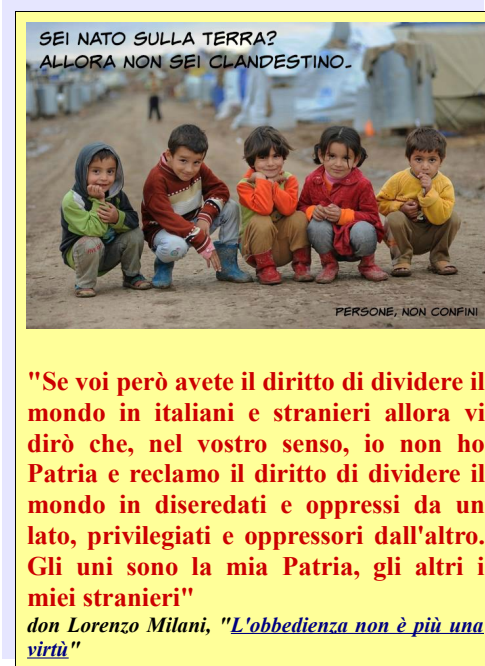 SEI NATO SULLA TERRA?
ALLORA NON SEI CLANDESTINO.
PERSONE, NON CONFINI
"Se voi però avete il diritto di dividere il
mondo in italiani e stranieri allora vi
dirò che, nel vostro senso, io non ho
Patria e reclamo il diritto di dividere il
mondo in diseredati e oppressi da un
lato, privilegiati e oppressori dall'altro.
Gli uni sono la mia Patria, gli altri i
miei stranieri"
don Lorenzo Milani, "L'obbedienza non è più una
virtù"